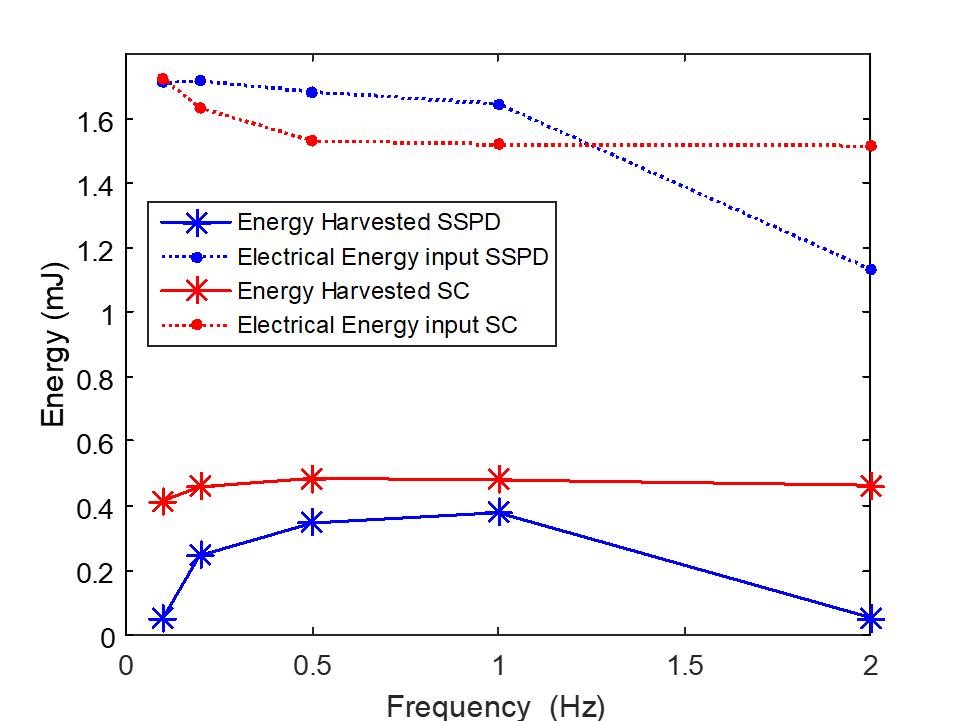 1.6
1.4
1.2
1
0.8
0.6
0.4
0.2
0
Energy (mJ)
Energy Harvested SSPD
Electrical Energy input SSPD
Energy Harvested SC
Electrical Energy input SC
0 0.5 1 1.5 2
Frequency (Hz)